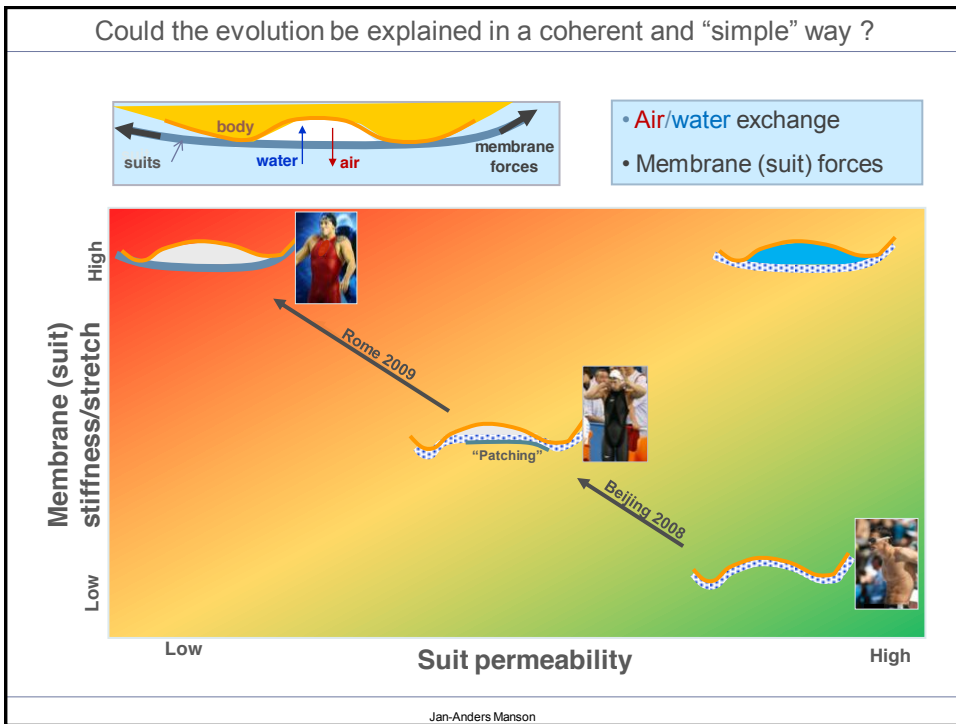 Could the evolution be explained in a coherent and “simple” way ?
body
suits
water
air
membrane
forces
• Air/water exchange
• Membrane (suit) forces
Membrane (suit)
stiffness/stretch
High
Low
Rome 2009
“Patching”
Beijing 2008
Low
Suit permeability
High
Jan-Anders Manson